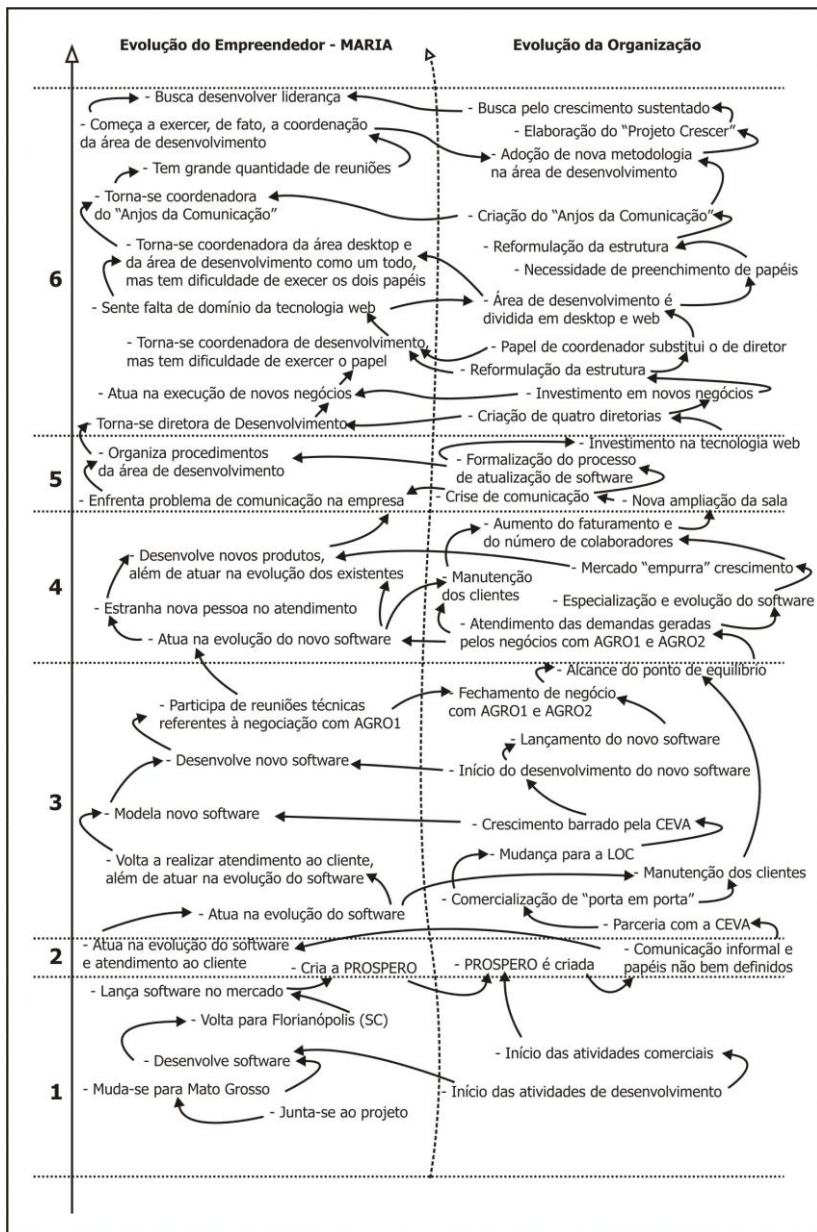 Evolução do Empreendedor - MARIA
Evolução da Organização
6
- Busca desenvolver liderança
- Começa a exercer, de fato, a coordenação
da área de desenvolvimento
- Tem grande quantidade de reuniões
- Torna-se coordenadora
do "Anjos da Comunicação"
- Torna-se coordenadora da área desktop e
da área de desenvolvimento como um todo,
mas tem dificuldade de execer os dois papéis
- Sente falta de domínio da tecnologia web
- Torna-se coordenadora de desenvolvimento,
mas tem dificuldade de exercer o papel
- Atua na execução de novos negócios
- Torna-se diretora de Desenvolvimento
- Busca pelo crescimento sustentado
- Elaboração do "Projeto Crescer"
- Adoção de nova metodologia
na área de desenvolvimento
- Criação do "Anjos da Comunicação"
- Reformulação da estrutura
- Necessidade de preenchimento de papéis
- Área de desenvolvimento é
dividida em desktop e web
- Papel de coordenador substitui o de diretor
- Reformulação da estrutura
- Investimento em novos negócios
- Criação de quatro diretorias
5
- Organiza procedimentos
da área de desenvolvimento
- Enfrenta problema de comunicação na empresa
- Investimento na tecnologia web
- Formalização do processo
de atualização de software
- Crise de comunicação
- Nova ampliação da sala
4
- Desenvolve novos produtos,
além de atuar na evolução dos existentes
- Estranha nova pessoa no atendimento
- Atua na evolução do novo software
- Aumento do faturamento e
do número de colaboradores
- Mercado "empurra" crescimento
- Manutenção
dos clientes
- Especialização e evolução do software
- Atendimento das demandas geradas
pelos negócios com AGRO1 e AGRO2
3
- Participa de reuniões técnicas
referentes à negociação com AGRO1
- Desenvolve novo software
- Modela novo software
- Volta a realizar atendimento ao cliente,
além de atuar na evolução do software
- Atua na evolução do software
- Alcance do ponto de equilíbrio
- Fechamento de negócio
com AGRO1 e AGRO2
- Lançamento do novo software
- Início do desenvolvimento do novo software
- Crescimento barrado pela CEVA
- Mudança para a LOC
- Manutenção dos clientes
- Comercialização de "porta em porta"
- Parceria com a CEVA
2
- Atua na evolução do software
e atendimento ao cliente
- Cria a PROSPERO
- PROSPERO é criada
- Comunicação informal e
papéis não bem definidos
1
- Lança software no mercado
- Volta para Florianópolis (SC)
- Desenvolve software
- Muda-se para Mato Grosso
- Junta-se ao projeto
- Início das atividades comerciais
- Início das atividades de desenvolvimento